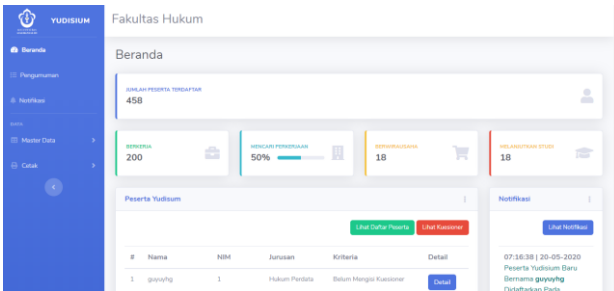 YUDISIUM
Fakultas Hukum
Beranda
Pengumuman
Notifikasi
Master Data
Cetak
Beranda
JUMLAH PESERTA TERDAFTAR
458
BEKERJA
200
MENCARI PEKERJAAN
50%
BERWIRAUSAHA
18
MELANJUTKAN STUDI
18
Peserta Yudisum
Lihat Daftar Peserta Lihat Kuesioner
# Nama NIM Jurusan Kriteria Detail
1 guyuyhg 1 Hukum Perdata Belum Mengisi Kuesioner Detail
Notifikasi
Lihat Notifikasi
07:16:38 | 20-05-2020
Peserta Yudisium Baru
Bernama guyuyhg
Didaftarkan Pada